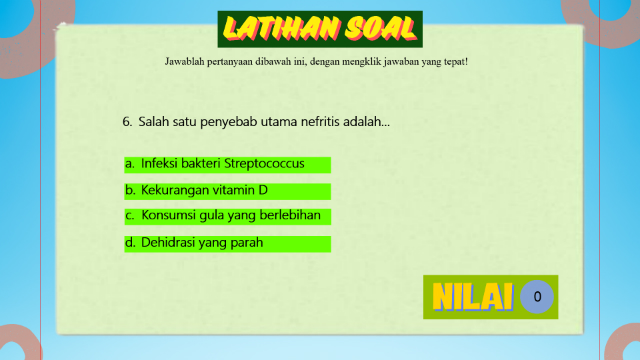 LATIHAN SOAL
Jawablah pertanyaan dibawah ini, dengan mengklik jawaban yang tepat!
6. Salah satu penyebab utama nefritis adalah...
a. Infeksi bakteri Streptococcus
b. Kekurangan vitamin D
c. Konsumsi gula yang berlebihan
d. Dehidrasi yang parah
NILAI 0